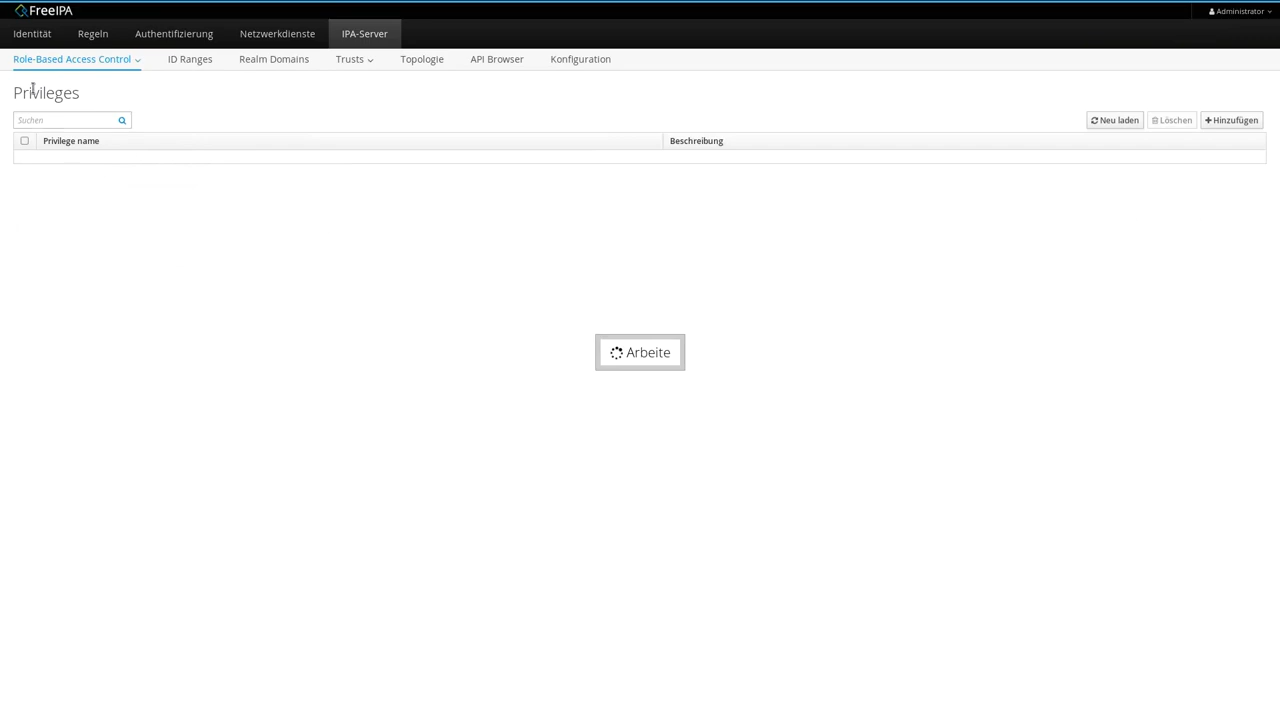 FreeIPA
Administrator
Identität Regeln Authentifizierung Netzwerkdienste IPA-Server
Role-Based Access Control ID Ranges Realm Domains Trusts Topologie API Browser Konfiguration
Privileges
Suchen Neu laden Löschen Hinzufügen
Privilege name Beschreibung
Arbeite